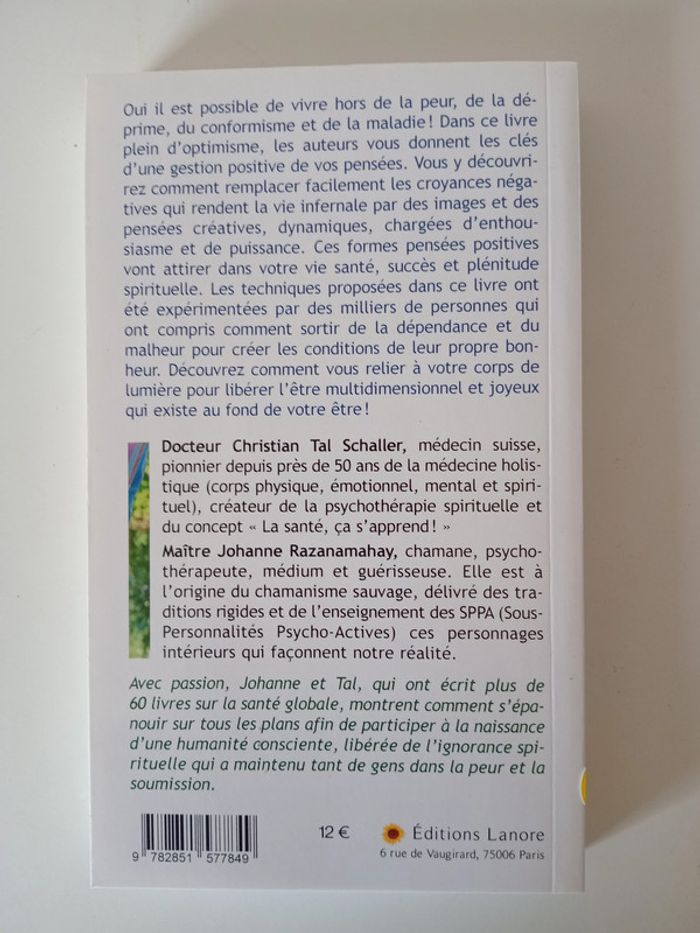 Oui il est possible de vivre hors de la peur, de la dé-
prime, du conformisme et de la maladie! Dans ce livre
plein d'optimisme, les auteurs vous donnent les clés
d'une gestion positive de vos pensées. Vous y découvri-
rez comment remplacer facilement les croyances néga-
tives qui rendent la vie infernale par des images et des
pensées créatives, dynamiques, chargées d'enthou-
siasme et de puissance. Ces formes pensées positives
vont attirer dans votre vie santé, succès et plénitude
spirituelle. Les techniques proposées dans ce livre ont
été expérimentées par des milliers de personnes qui
ont compris comment sortir de la dépendance et du
malheur pour créer les conditions de leur propre bon-
heur. Découvrez comment vous relier à votre corps de
lumière pour libérer l'être multidimensionnel et joyeux
qui existe au fond de votre être!
Docteur Christian Tal Schaller, médecin suisse,
pionnier depuis près de 50 ans de la médecine holis-
tique (corps physique, émotionnel, mental et spiri-
tuel), créateur de la psychothérapie spirituelle et
du concept « La santé, ça s'apprend! »
Maître Johanne Razanamahay, chamane, psycho-
thérapeute, médium et guérisseuse. Elle est à
l'origine du chamanisme sauvage, délivré des tra-
ditions rigides et de l'enseignement des SPPA (Sous-
Personnalités Psycho-Actives) ces personnages
intérieurs qui façonnent notre réalité.
Avec passion, Johanne et Tal, qui ont écrit plus de
60 livres sur la santé globale, montrent comment s'épa-
nouir sur tous les plans afin de participer à la naissance
d'une humanité consciente, libérée de l'ignorance spi-
rituelle qui a maintenu tant de gens dans la peur et la
soumission.
12 €
Éditions Lanore
6 rue de Vaugirard, 75006 Paris
9 782851 577849